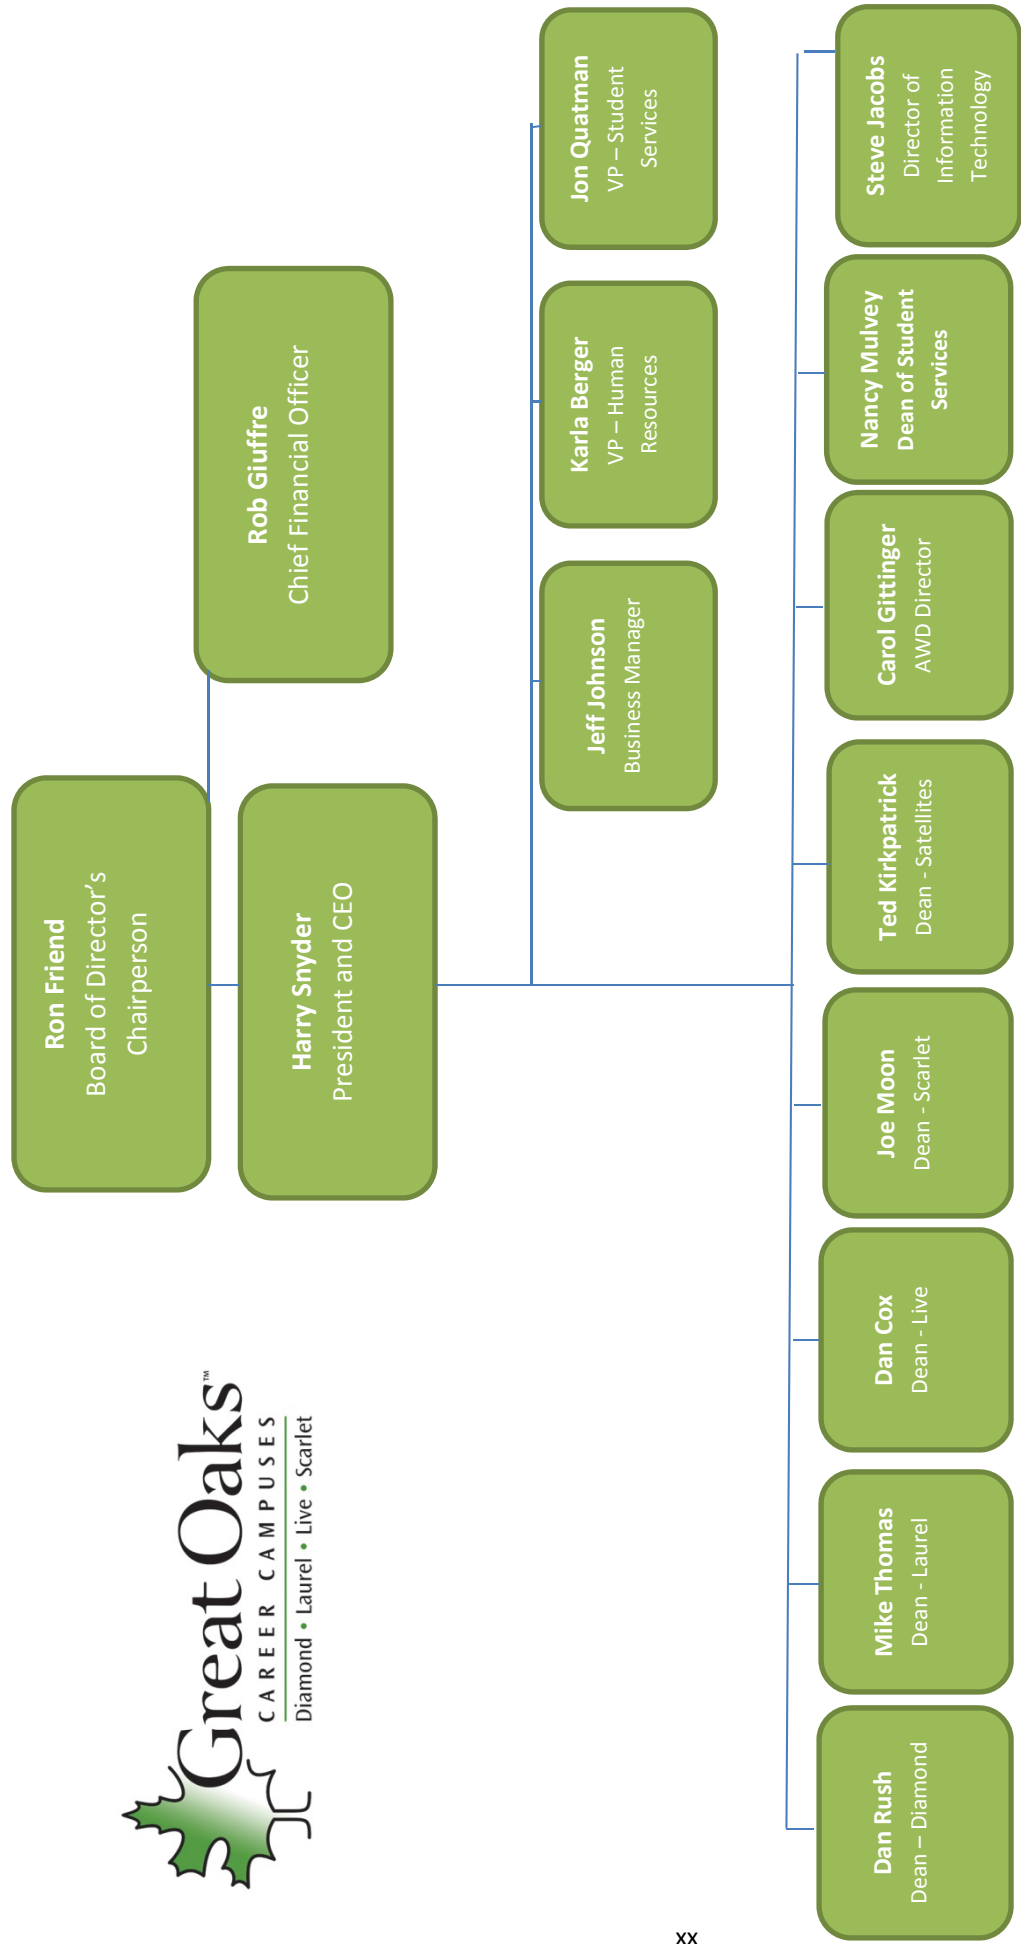 Great Oaks™
CAREER CAMPUSES
Diamond • Laurel • Live • Scarlet
Ron Friend
Board of Director’s
Chairperson
Harry Snyder
President and CEO
Rob Giuffre
Chief Financial Officer
Jeff Johnson
Business Manager
Karla Berger
VP – Human
Resources
Jon Quatman
VP – Student
Services
Dan Rush
Dean – Diamond
Mike Thomas
Dean - Laurel
Dan Cox
Dean - Live
Joe Moon
Dean - Scarlet
Ted Kirkpatrick
Dean - Satellites
Carol Gittinger
AWD Director
Nancy Mulvey
Dean of Student
Services
Steve Jacobs
Director of
Information
Technology
xx